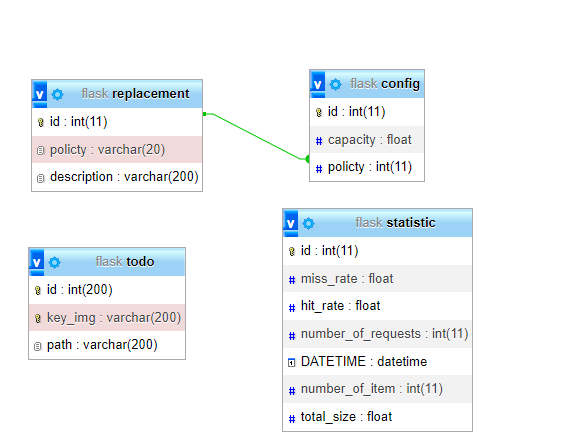 v flask replacement
id : int(11)
policty : varchar(20)
description : varchar(200)
v flask config
id : int(11)
# capacity : float
# policty : int(11)
v flask todo
id : int(200)
key_img : varchar(200)
path : varchar(200)
v flask statistic
id : int(11)
# miss_rate : float
# hit_rate : float
# number_of_requests : int(11)
DATETIME : datetime
# number_of_item : int(11)
# total_size : float